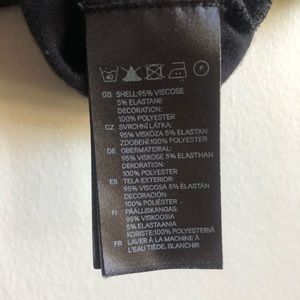 40 P
GB SHELL:95% VISCOSE
5% ELASTANE
DECORATION:
100% POLYESTER
CZ SVRCHNÍ LÁTKA:
95% VISKÓZA 5% ELASTAN
ZDOBENÍ:100% POLYESTER
DE OBERMATERIAL:
95% VISKOSE 5% ELASTHAN
DEKORATION:
100% POLYESTER
ES TELA EXTERIOR:
95% VISCOSA 5% ELASTÁN
DECORACIÓN:
100% POLIÉSTER
FI PÄÄLLISKANGAS:
95% VISKOOSIA
5% ELASTAANIA
KORISTE:100% POLYESTERIÄ
FR LAVER À LA MACHINE À
L'EAU TIÈDE, BLANCHIR